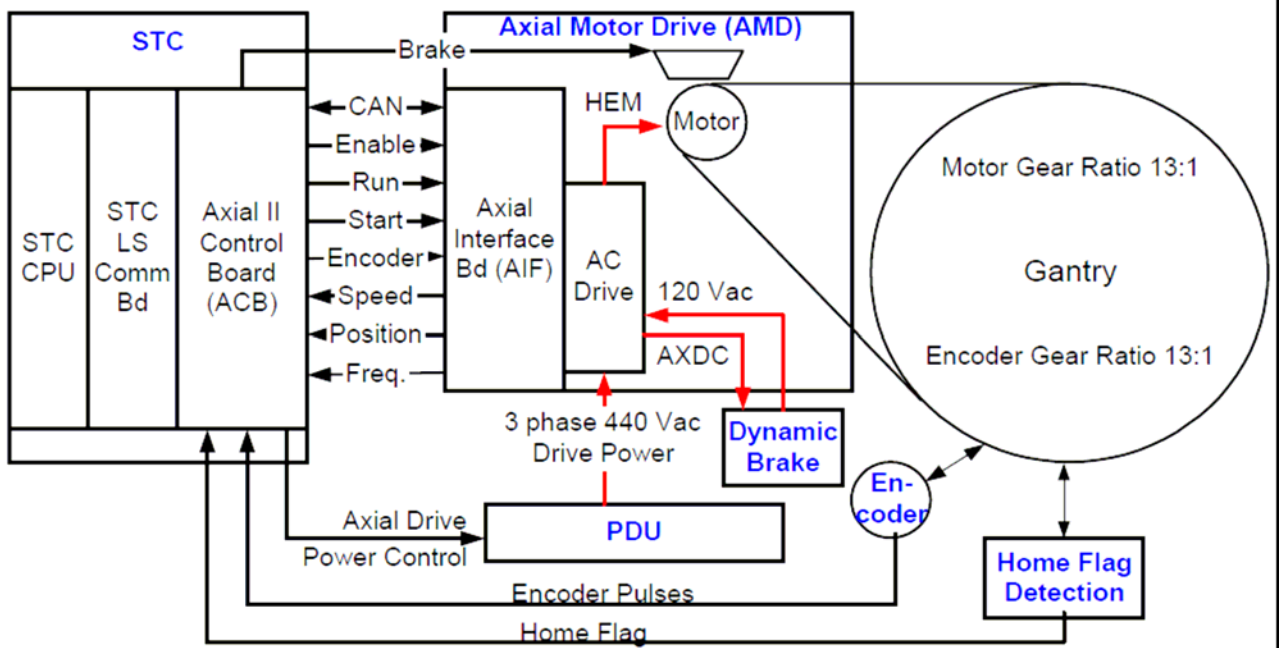 STC
Axial Motor Drive (AMD)
Brake
HEM
Motor
CAN
Enable
Run
Start
Encoder
Speed
Position
Freq.
STC
CPU
STC
LS
Comm
Bd
Axial II
Control
Board
(ACB)
Axial
Interface
Bd (AIF)
AC
Drive
120 Vac
AXDC
Motor Gear Ratio 13:1
Gantry
Encoder Gear Ratio 13:1
3 phase 440 Vac
Drive Power
Dynamic
Brake
En-
coder
Axial Drive
Power Control
PDU
Home Flag
Detection
Encoder Pulses
Home Flag